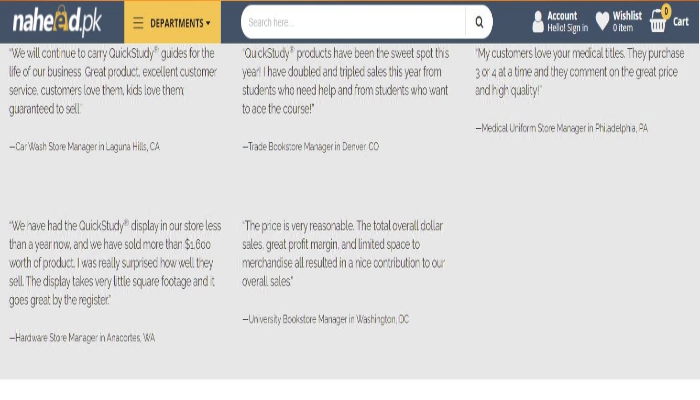 naheed.pk
DEPARTMENTS
Search here...
Account
Hello! Sign in
Wishlist
0 item
0
Cart
"We will continue to carry QuickStudy® guides for the
life of our business. Great product, excellent customer
service, customers love them, kids love them;
guaranteed to sell."
—Car Wash Store Manager in Laguna Hills, CA
"QuickStudy® products have been the sweet spot this
year! I have doubled and tripled sales this year from
students who need help and from students who want
to ace the course!"
—Trade Bookstore Manager in Denver, CO
"My customers love your medical titles. They purchase
3 or 4 at a time and they comment on the great price
and high quality!"
—Medical Uniform Store Manager in Philadelphia, PA
"We have had the QuickStudy® display in our store less
than a year now, and we have sold more than $1,600
worth of product. I was really surprised how well they
sell. The display takes very little square footage and it
goes great by the register."
—Hardware Store Manager in Anacortes, WA
"The price is very reasonable. The total overall dollar
sales, great profit margin, and limited space to
merchandise all resulted in a nice contribution to our
overall sales."
—University Bookstore Manager in Washington, DC